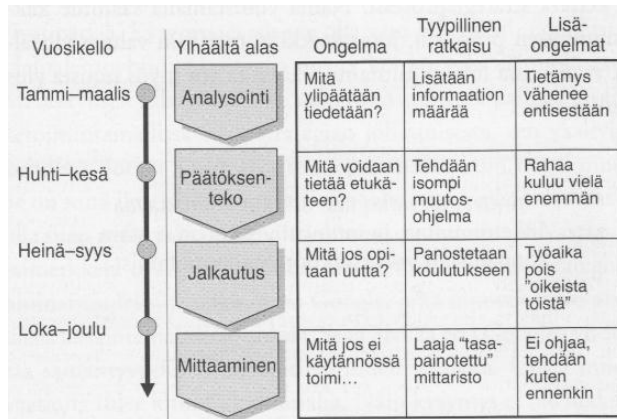 Vuosikello
Ylhäältä alas
Ongelma
Tyypillinen
ratkaisu
Lisä-
ongelmat
Tammi–maalis
Analysointi
Mitä
ylipäätään
tiedetään?
Lisätään
informaation
määrää
Tietämys
vähenee
entisestään
Huhti–kesä
Päätöksen-
teko
Mitä voidaan
tietää etukä-
teen?
Tehdään
isompi
muutos-
ohjelma
Rahaa
kuluu vielä
enemmän
Heinä–syys
Jalkautus
Mitä jos opi-
taan uutta?
Panostetaan
koulutukseen
Työaika
pois
"oikeista
töistä"
Loka–joulu
Mittaaminen
Mitä jos ei
käytännössä
toimi...
Laaja "tasa-
painotettu"
mittaristo
Ei ohjaa,
tehdään
kuten
ennenkin